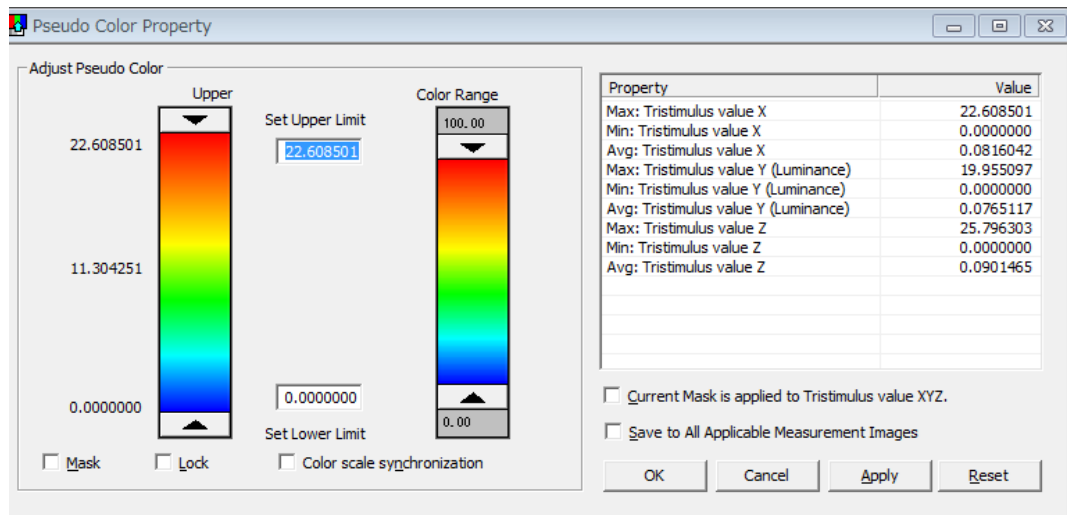 Pseudo Color Property
Adjust Pseudo Color
Upper
Color Range
Set Upper Limit
100.00
22.608501
22.608501
11.304251
0.0000000
0.0000000
0.00
Set Lower Limit
Mask
Lock
Color scale synchronization
Property Value
Max: Tristimulus value X 22.608501
Min: Tristimulus value X 0.0000000
Avg: Tristimulus value X 0.0816042
Max: Tristimulus value Y (Luminance) 19.955097
Min: Tristimulus value Y (Luminance) 0.0000000
Avg: Tristimulus value Y (Luminance) 0.0765117
Max: Tristimulus value Z 25.796303
Min: Tristimulus value Z 0.0000000
Avg: Tristimulus value Z 0.0901465
Current Mask is applied to Tristimulus value XYZ.
Save to All Applicable Measurement Images
OK Cancel Apply Reset